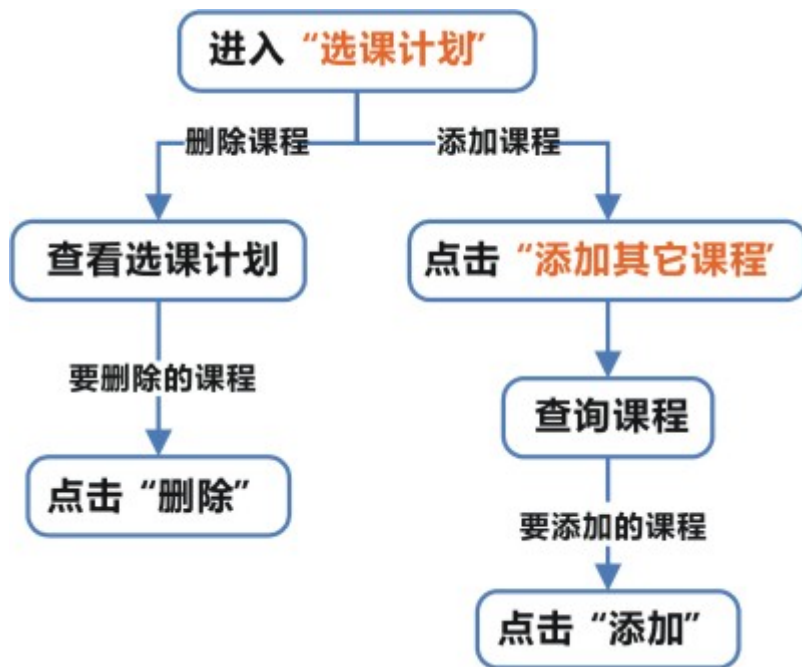 进入 “选课计划”
删除课程
添加课程
查看选课计划
点击 “添加其它课程”
要删除的课程
查询课程
点击 “删除”
要添加的课程
点击 “添加”